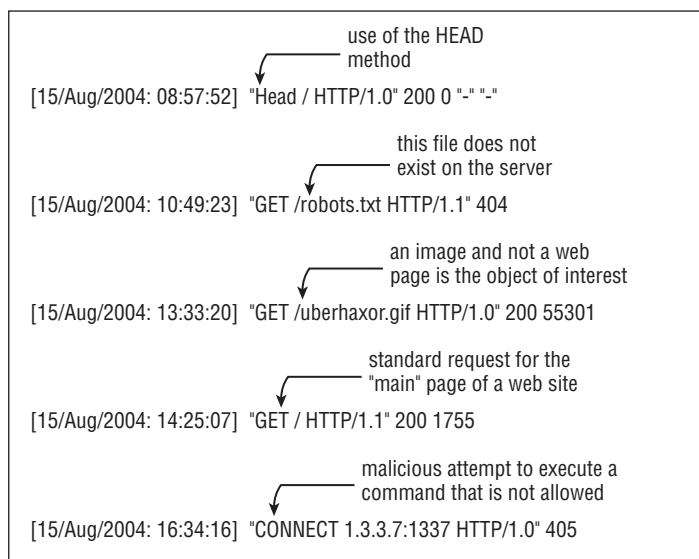 use of the HEAD
method
[15/Aug/2004: 08:57:52] "Head / HTTP/1.0" 200 0 "-" "-"
this file does not
exist on the server
[15/Aug/2004: 10:49:23] "GET /robots.txt HTTP/1.1" 404
an image and not a web
page is the object of interest
[15/Aug/2004: 13:33:20] "GET /uberhaxor.gif HTTP/1.0" 200 55301
standard request for the
"main" page of a web site
[15/Aug/2004: 14:25:07] "GET / HTTP/1.1" 200 1755
malicious attempt to execute a
command that is not allowed
[15/Aug/2004: 16:34:16] "CONNECT 1.3.3.7:1337 HTTP/1.0" 405